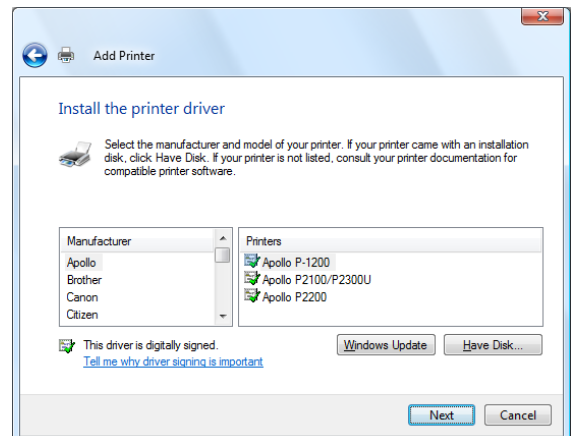 Add Printer
Install the printer driver
Select the manufacturer and model of your printer. If your printer came with an installation
disk, click Have Disk. If your printer is not listed, consult your printer documentation for
compatible printer software.
Manufacturer
Apollo
Brother
Canon
Citizen
Printers
Apollo P-1200
Apollo P2100/P2300U
Apollo P2200
This driver is digitally signed.
Tell me why driver signing is important
Windows Update
Have Disk...
Next
Cancel